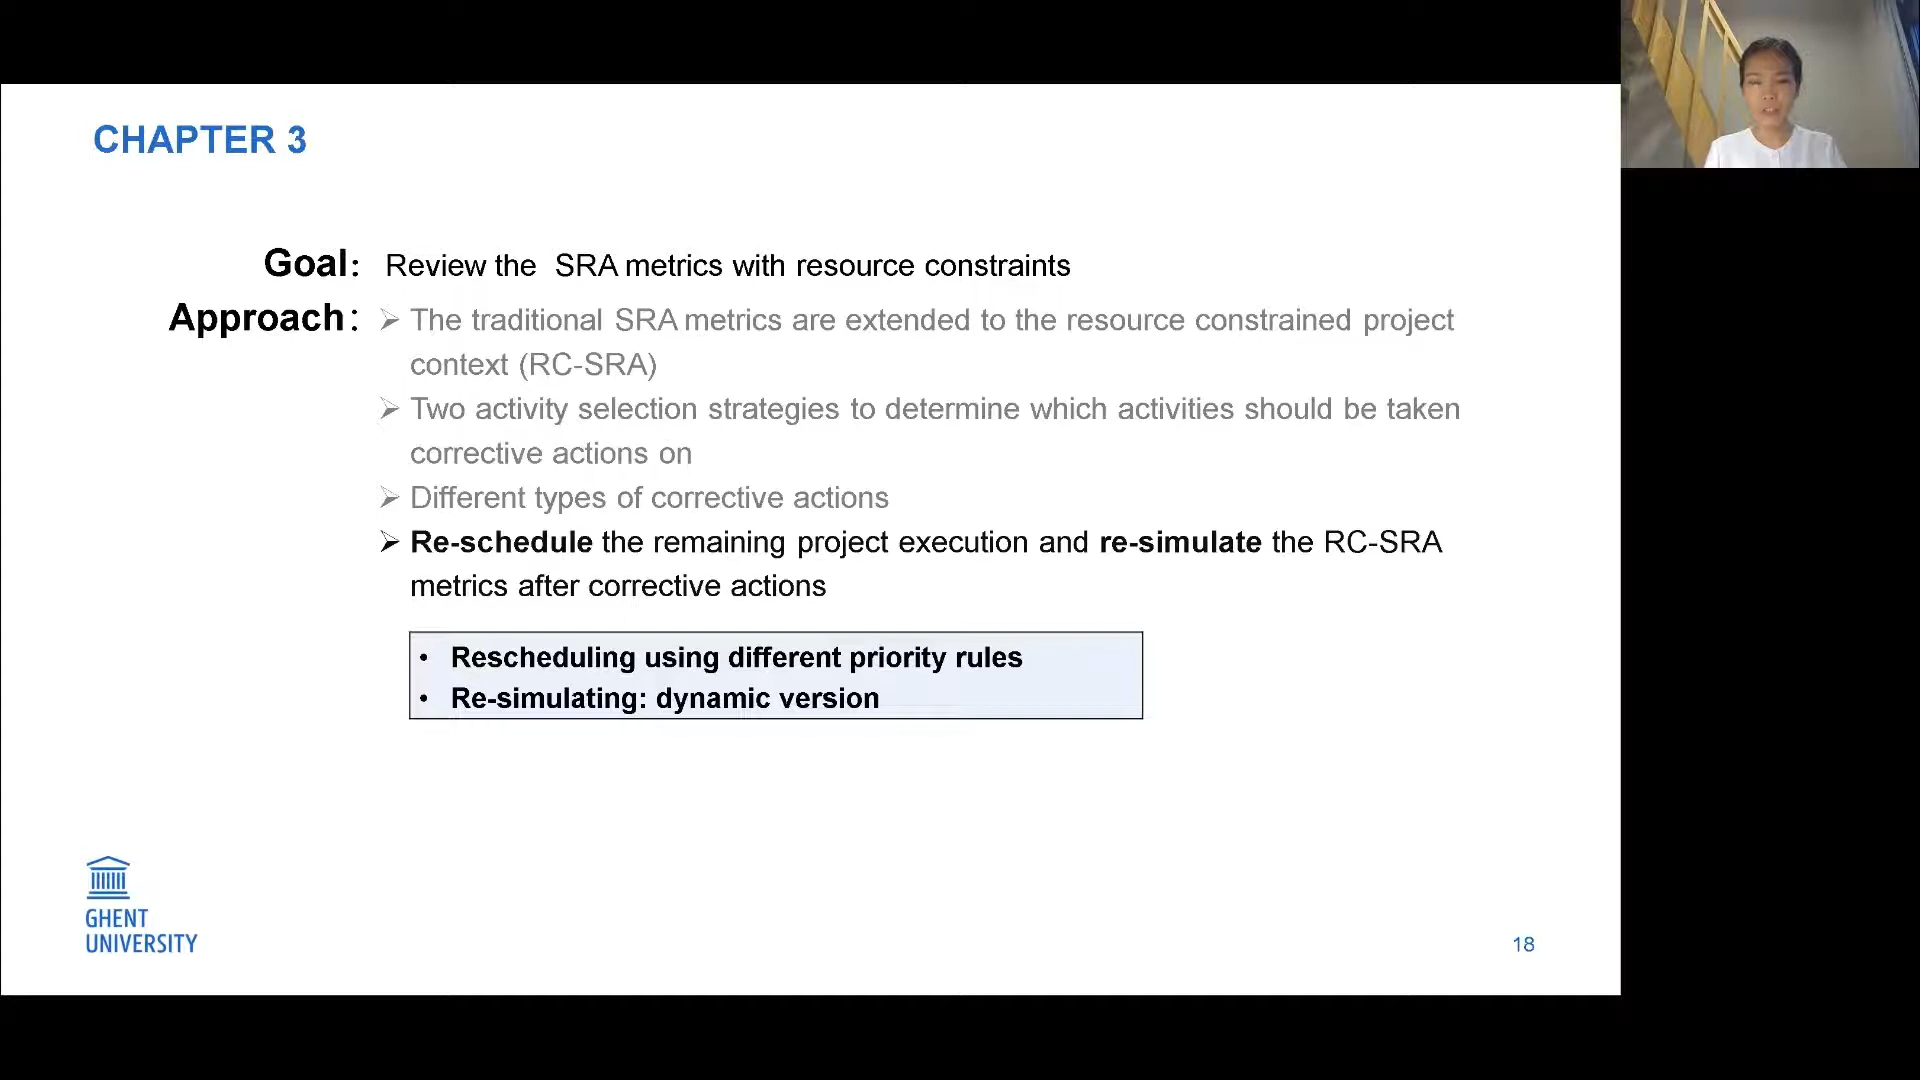 CHAPTER 3
Goal: Review the SRA metrics with resource constraints
Approach: ➢ The traditional SRA metrics are extended to the resource constrained project
context (RC-SRA)
➢ Two activity selection strategies to determine which activities should be taken
corrective actions on
➢ Different types of corrective actions
➢ Re-schedule the remaining project execution and re-simulate the RC-SRA
metrics after corrective actions
• Rescheduling using different priority rules
• Re-simulating: dynamic version
GHENT
UNIVERSITY
18